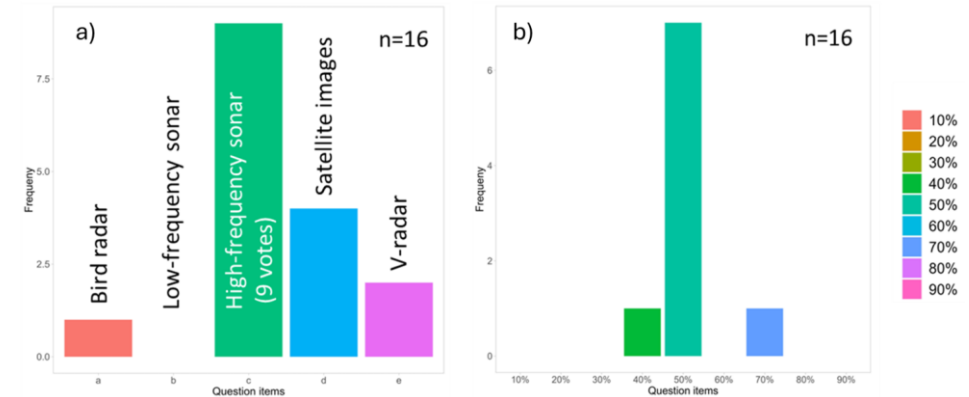 a)
n=16
7.5
5.0
2.5
0.0
Frequeny
Bird radar
Low-frequency sonar
High-frequency sonar
(9 votes)
Satellite images
V-radar
a b c d e
Question items
b)
n=16
6
4
2
0
Frequeny
10% 20% 30% 40% 50% 60% 70% 80% 90%
Question items
10%
20%
30%
40%
50%
60%
70%
80%
90%